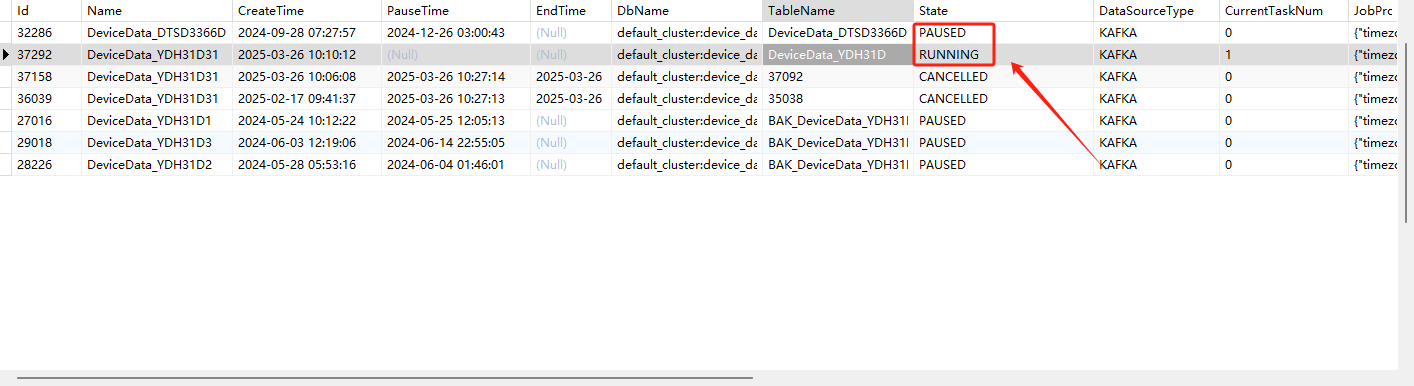 Id Name CreateTime PauseTime EndTime DbName TableName State DataSourceType CurrentTaskNum JobPrc
32286 DeviceData_DTSD3366D 2024-09-28 07:27:57 2024-12-26 03:00:43 (Null) default_cluster:device_da DeviceData_DTSD3366D PAUSED KAFKA 0 {"timezo
37292 DeviceData_YDH31D31 2025-03-26 10:10:12 (Null) (Null) default_cluster:device_da DeviceData_YDH31D RUNNING KAFKA 1 {"timezo
37158 DeviceData_YDH31D31 2025-03-26 10:06:08 2025-03-26 10:27:14 2025-03-26 default_cluster:device_da 37092 CANCELLED KAFKA 0 {"timezo
36039 DeviceData_YDH31D31 2025-02-17 09:41:37 2025-03-26 10:27:13 2025-03-26 default_cluster:device_da 35038 CANCELLED KAFKA 0 {"timezo
27016 DeviceData_YDH31D1 2024-05-24 10:12:22 2024-05-25 12:05:13 (Null) default_cluster:device_da BAK_DeviceData_YDH31I PAUSED KAFKA 0 {"timezo
29018 DeviceData_YDH31D3 2024-06-03 12:19:06 2024-06-14 22:55:05 (Null) default_cluster:device_da BAK_DeviceData_YDH31I PAUSED KAFKA 0 {"timezo
28226 DeviceData_YDH31D2 2024-05-28 05:53:16 2024-06-04 01:46:01 (Null) default_cluster:device_da BAK_DeviceData_YDH31I PAUSED KAFKA 0 {"timezo